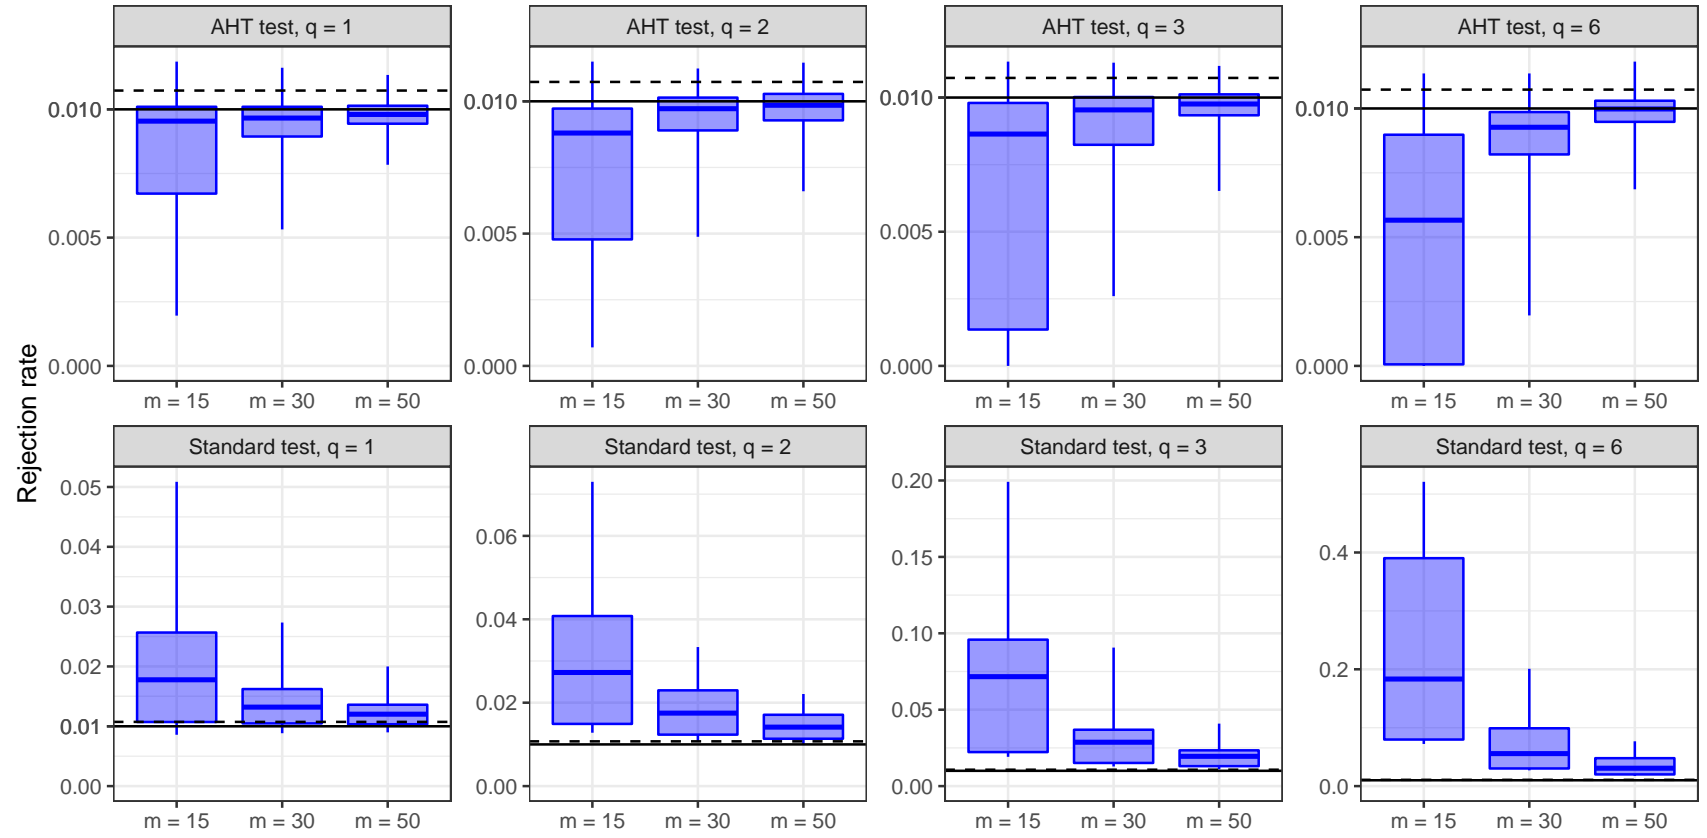 Rejection rate
AHT test, q = 1
AHT test, q = 2
AHT test, q = 3
AHT test, q = 6
0.010
0.005
0.000
0.010
0.005
0.000
0.010
0.005
0.000
0.010
0.005
0.000
m = 15 m = 30 m = 50
m = 15 m = 30 m = 50
m = 15 m = 30 m = 50
m = 15 m = 30 m = 50
Standard test, q = 1
Standard test, q = 2
Standard test, q = 3
Standard test, q = 6
0.05
0.04
0.03
0.02
0.01
0.00
0.06
0.04
0.02
0.00
0.20
0.15
0.10
0.05
0.00
0.4
0.2
0.0
m = 15 m = 30 m = 50
m = 15 m = 30 m = 50
m = 15 m = 30 m = 50
m = 15 m = 30 m = 50